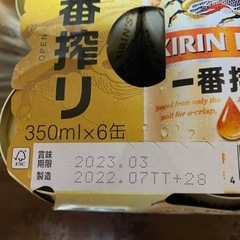 番搾り
OPEN
KIRIN
一番搾
Brewed from only the
malt for a crisp,
350ml×6缶
FSC
賞味
期限 2023.03
製造 2022.07TT+28
4